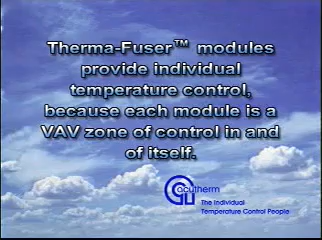 Therma-Fuser™ modules
provide individual
temperature control,
because each module is a
VAV zone of control in and
of itself.
acutherm
The Individual
Temperature Control People